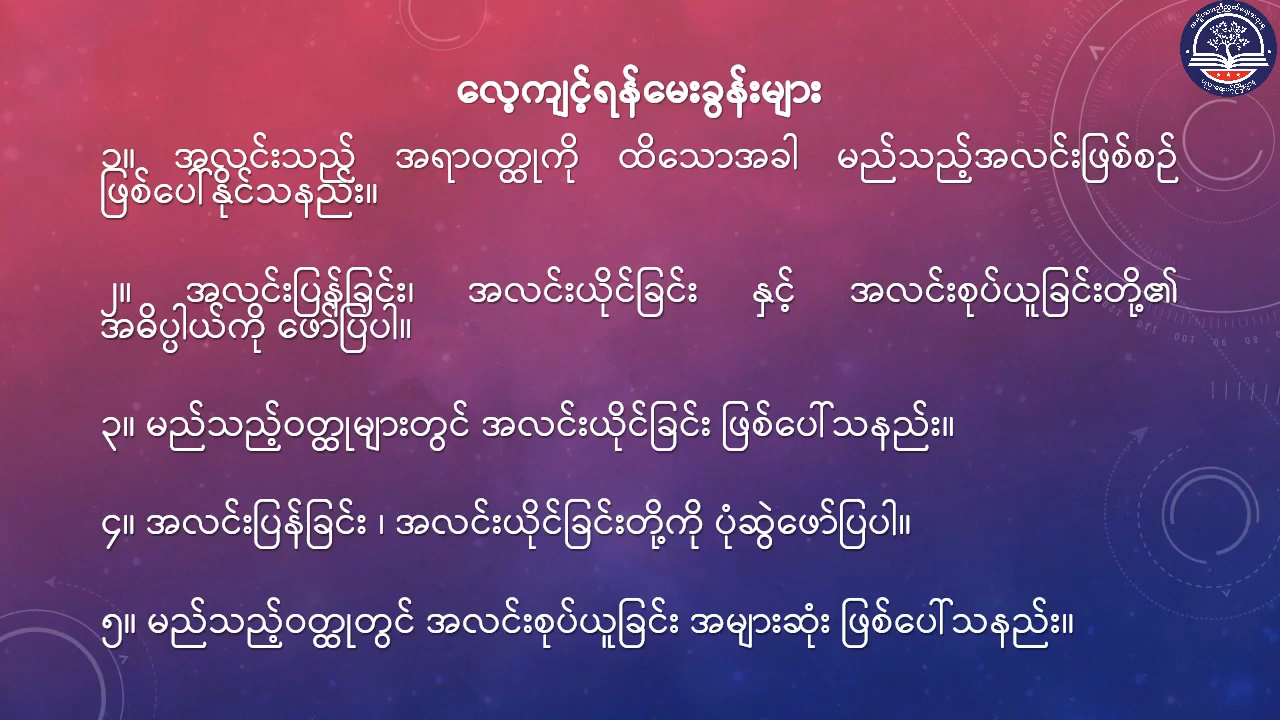 လေ့ကျင့်ရန်မေးခွန်းများ
၁။ အလင်းသည် အရာဝတ္ထုကို ထိသောအခါ မည်သည့်အလင်းဖြစ်စဉ်
ဖြစ်ပေါ်နိုင်သနည်း။
၂။ အလင်းပြန်ခြင်း၊ အလင်းယိုင်ခြင်း နှင့် အလင်းစုပ်ယူခြင်းတို့၏
အဓိပ္ပါယ်ကို ဖော်ပြပါ။
၃။ မည်သည့်ဝတ္ထုများတွင် အလင်းယိုင်ခြင်း ဖြစ်ပေါ်သနည်း။
၄။ အလင်းပြန်ခြင်း ၊ အလင်းယိုင်ခြင်းတို့ကို ပုံဆွဲဖော်ပြပါ။
၅။ မည်သည့်ဝတ္ထုတွင် အလင်းစုပ်ယူခြင်း အများဆုံး ဖြစ်ပေါ်သနည်း။